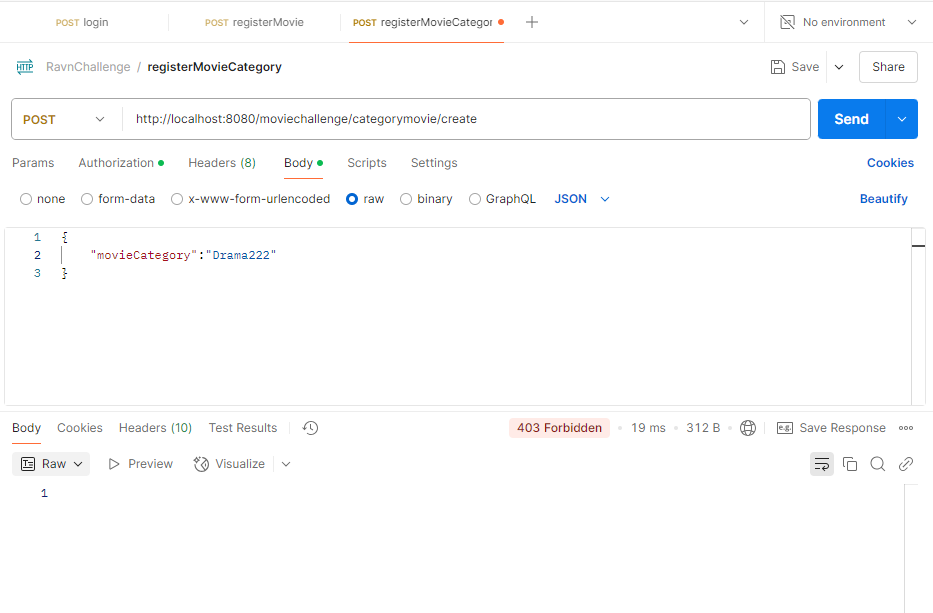 POST login POST registerMovie POST registerMovieCategor No environment
HTTP RavnChallenge / registerMovieCategory Save Share
POST http://localhost:8080/moviechallenge/categorymovie/create Send
Params Authorization Headers (8) Body Scripts Settings Cookies
none form-data x-www-form-urlencoded raw binary GraphQL JSON Beautify
1 {
2 "movieCategory":"Drama222"
3 }
Body Cookies Headers (10) Test Results 403 Forbidden • 19 ms • 312 B • e.g. Save Response
Raw Preview Visualize
1